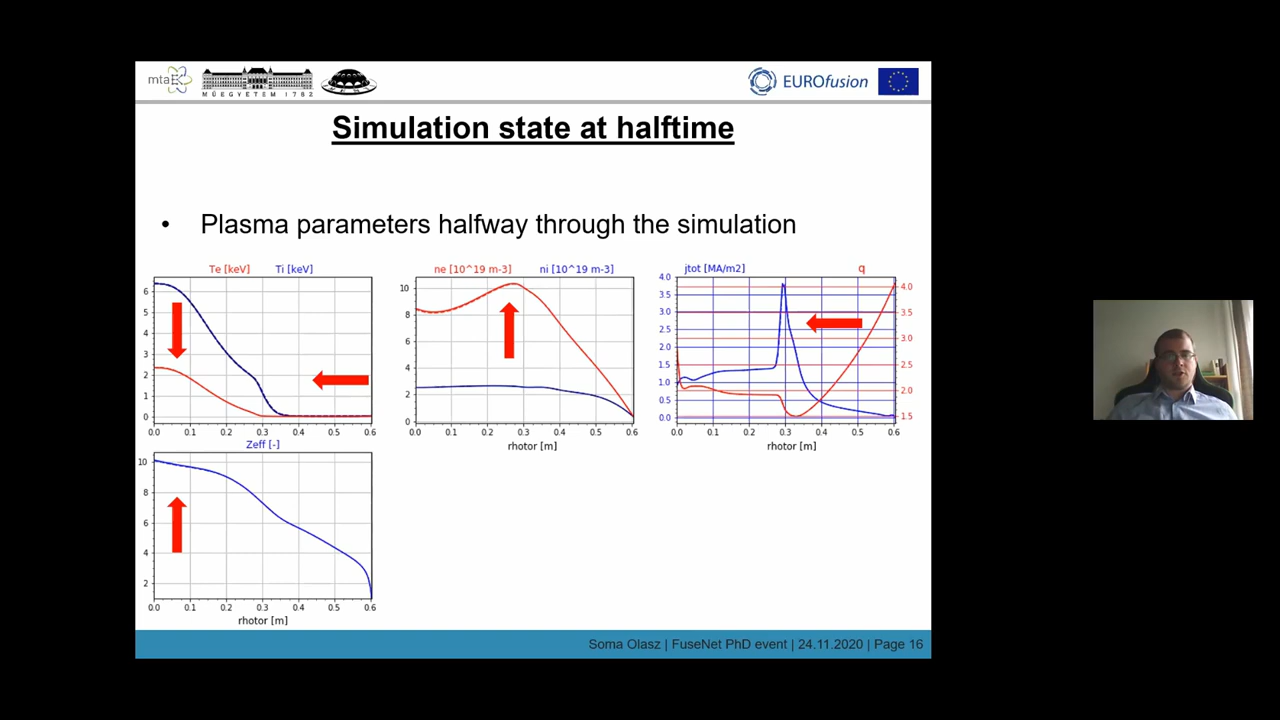 mta EK
MŰEGYETEM 1782
EUROfusion
Simulation state at halftime
• Plasma parameters halfway through the simulation
Te [keV] Ti [keV]
6
5
4
3
2
1
0
0.0 0.1 0.2 0.3 0.4 0.5 0.6
ne [10^19 m-3] ni [10^19 m-3]
10
8
6
4
2
0
0.0 0.1 0.2 0.3 0.4 0.5 0.6
rhotor [m]
jtot [MA/m2] q
4.0
3.5
3.0
2.5
2.0
1.5
1.0
0.5
0.0
4.0
3.5
3.0
2.5
2.0
1.5
0.0 0.1 0.2 0.3 0.4 0.5 0.6
rhotor [m]
Zeff [-]
10
8
6
4
2
0.0 0.1 0.2 0.3 0.4 0.5 0.6
rhotor [m]
Soma Olasz | FuseNet PhD event | 24.11.2020 | Page 16